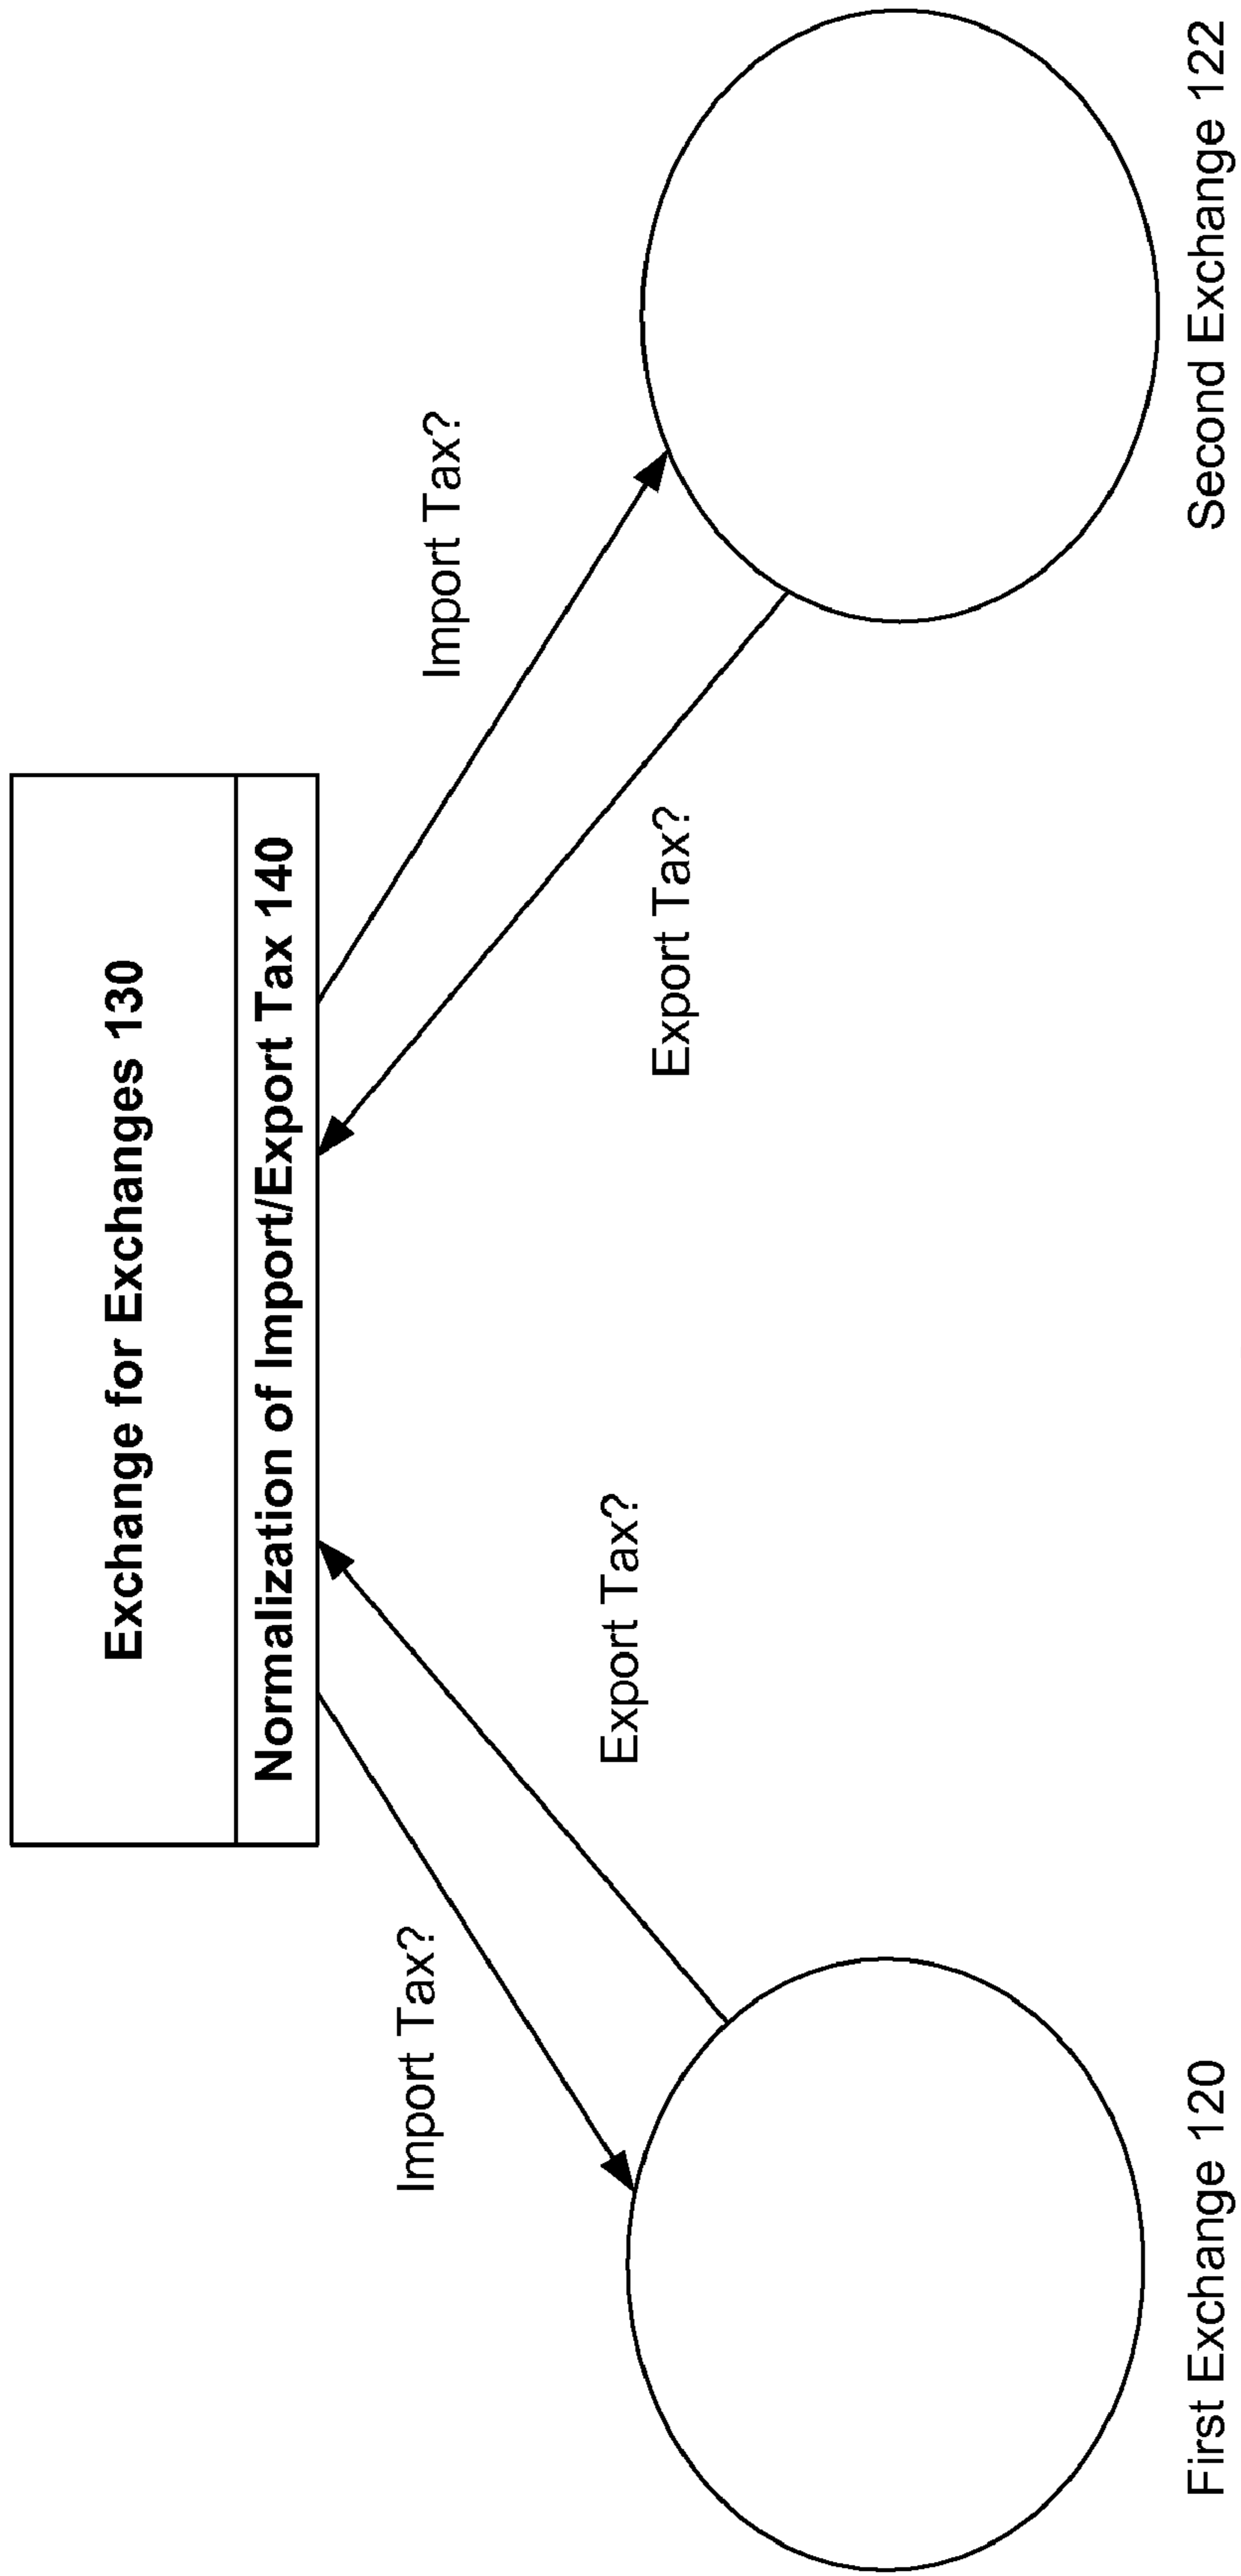 Exchange for Exchanges 130
Normalization of Import/Export Tax 140
Import Tax?
Export Tax?
Export Tax?
Import Tax?
First Exchange 120
Second Exchange 122